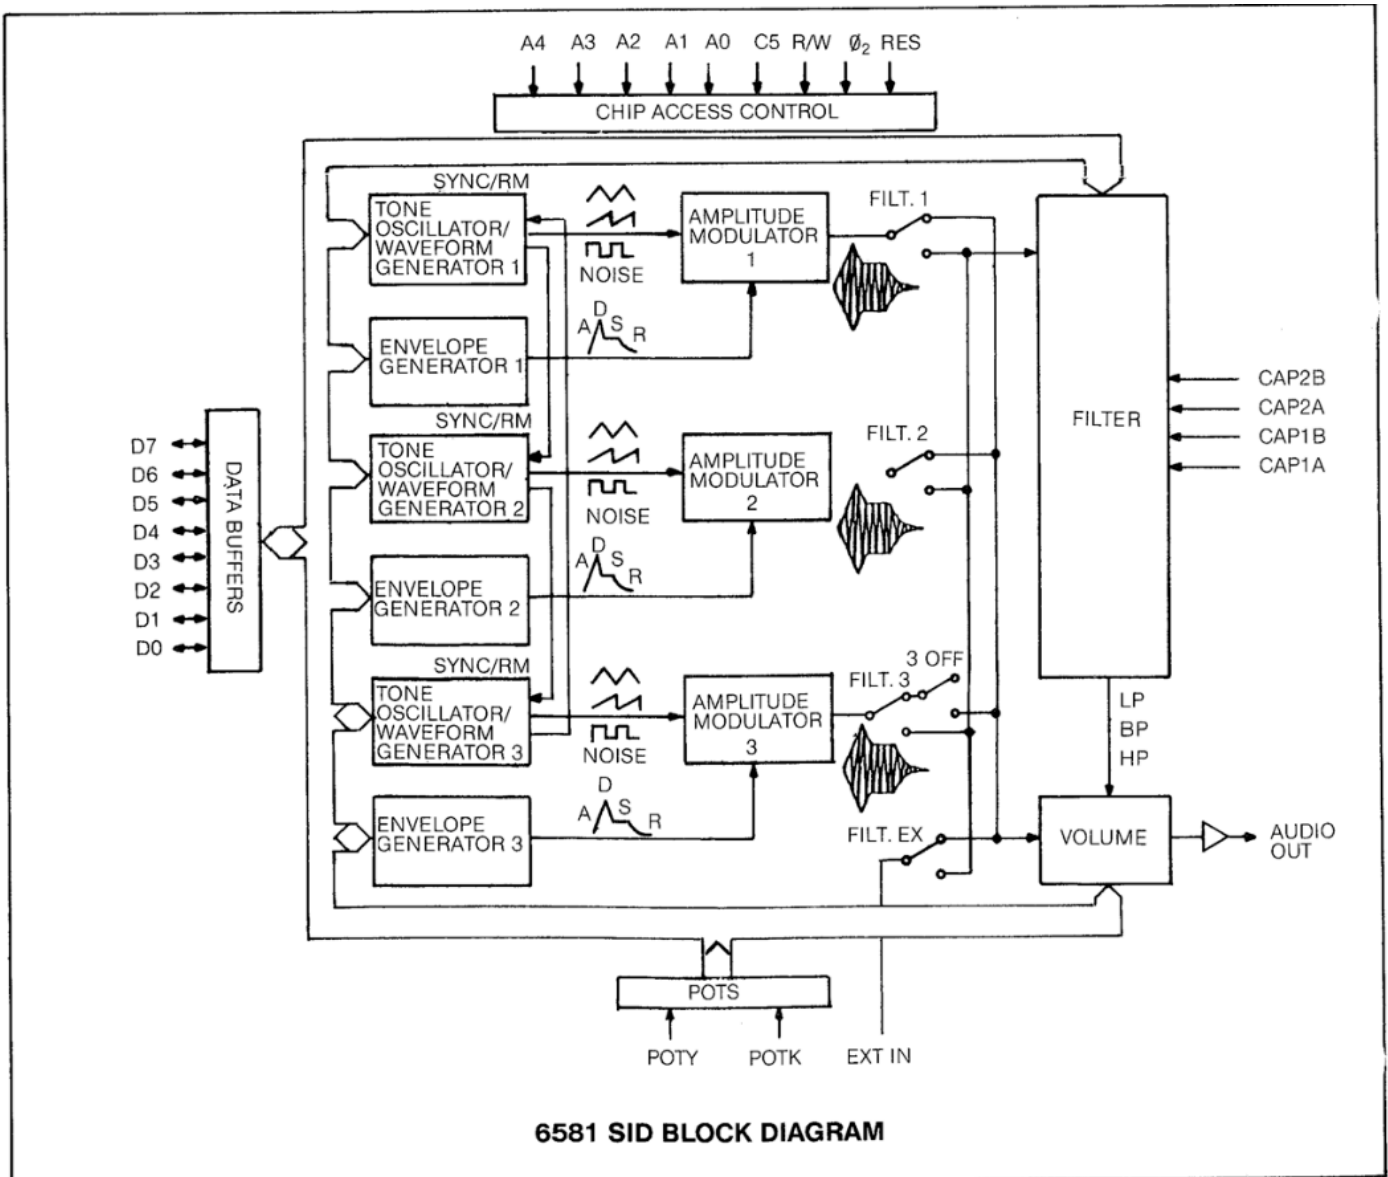 A4 A3 A2 A1 A0 C5 R/W Ø2 RES
CHIP ACCESS CONTROL
SYNC/RM
TONE
OSCILLATOR/
WAVEFORM
GENERATOR 1
NOISE
AMPLITUDE
MODULATOR
1
FILT. 1
ENVELOPE
GENERATOR 1
A D S R
SYNC/RM
TONE
OSCILLATOR/
WAVEFORM
GENERATOR 2
NOISE
AMPLITUDE
MODULATOR
2
FILT. 2
ENVELOPE
GENERATOR 2
A D S R
SYNC/RM
TONE
OSCILLATOR/
WAVEFORM
GENERATOR 3
NOISE
AMPLITUDE
MODULATOR
3
FILT. 3
3 OFF
ENVELOPE
GENERATOR 3
A D S R
FILT. EX
D7
D6
D5
D4
D3
D2
D1
D0
DATA BUFFERS
FILTER
CAP2B
CAP2A
CAP1B
CAP1A
LP
BP
HP
VOLUME
AUDIO
OUT
POTS
POTY POTK EXT IN
6581 SID BLOCK DIAGRAM